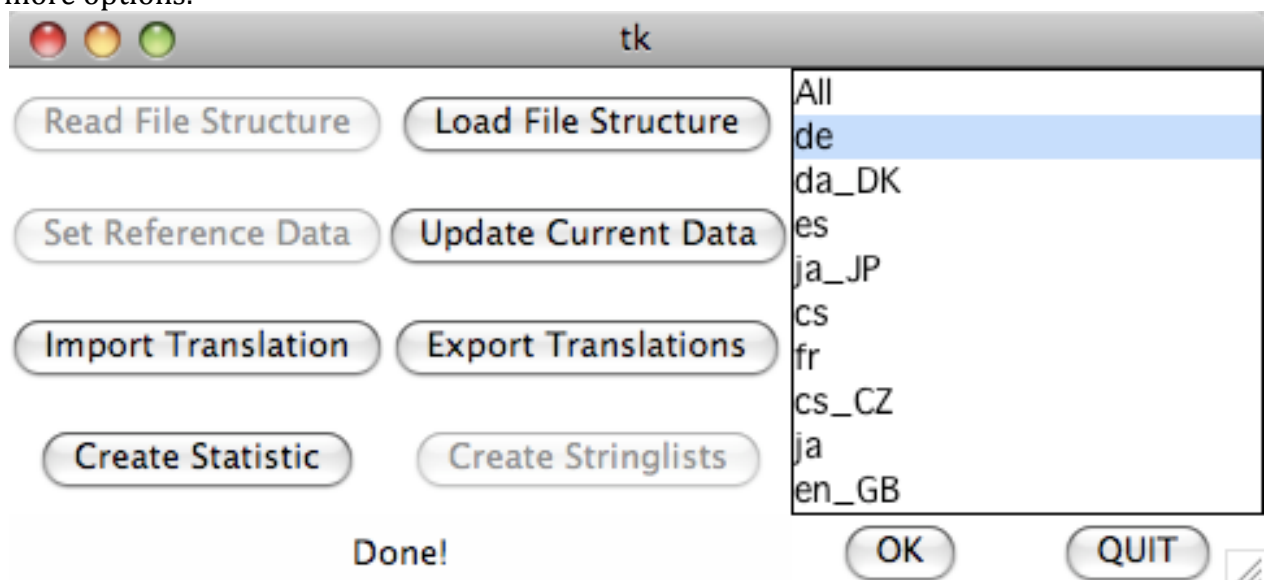 more options.
tk
Read File Structure
Load File Structure
Set Reference Data
Update Current Data
Import Translation
Export Translations
Create Statistic
Create Stringlists
Done!
All
de
da_DK
es
ja_JP
cs
fr
cs_CZ
ja
en_GB
OK
QUIT